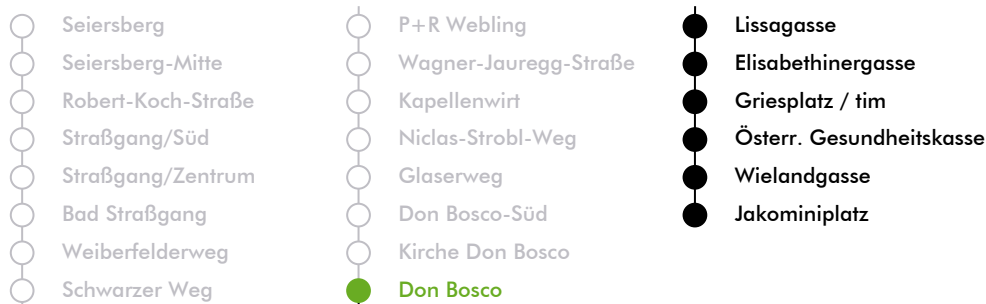 Seiersberg
Seiersberg-Mitte
Robert-Koch-Straße
Straßgang/Süd
Straßgang/Zentrum
Bad Straßgang
Weiberfelderweg
Schwarzer Weg
P+R Webling
Wagner-Jauregg-Straße
Kapellenwirt
Niclas-Strobl-Weg
Glaserweg
Don Bosco-Süd
Kirche Don Bosco
Don Bosco
Lissagasse
Elisabethinergasse
Griesplatz / tim
Österr. Gesundheitskasse
Wielandgasse
Jakominiplatz